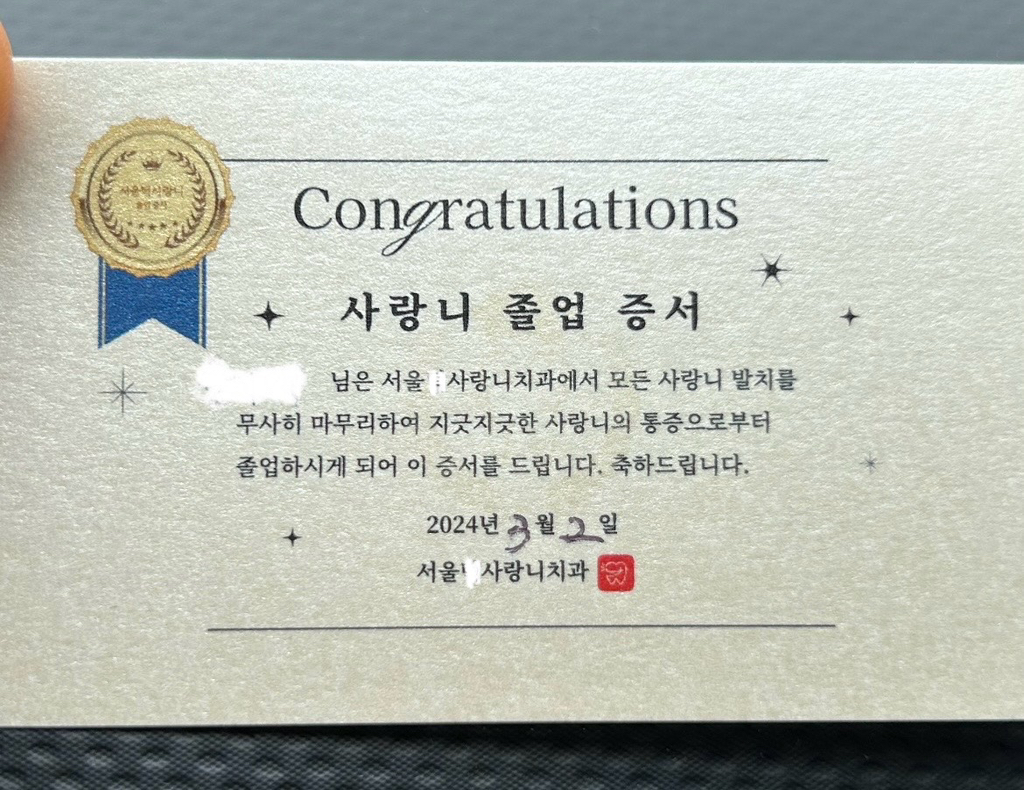 Congratulations
사랑니 졸업 증서
님은 서울 사랑니치과에서 모든 사랑니 발치를
무사히 마무리하여 지긋지긋한 사랑니의 통증으로부터
졸업하시게 되어 이 증서를 드립니다. 축하드립니다.
2024년 3월 2일
서울 사랑니치과